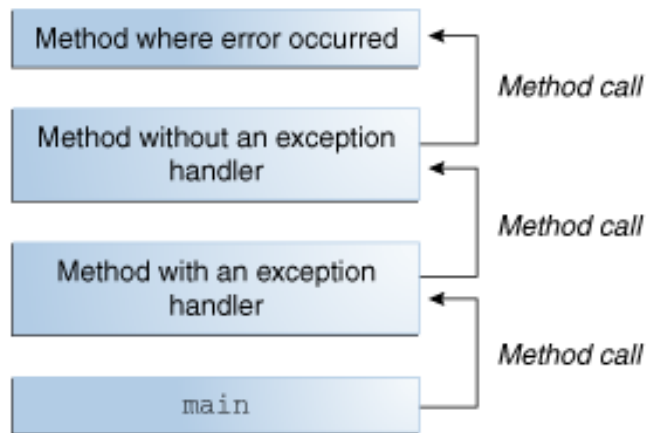 Method where error occurred
Method call
Method without an exception
handler
Method call
Method with an exception
handler
Method call
main